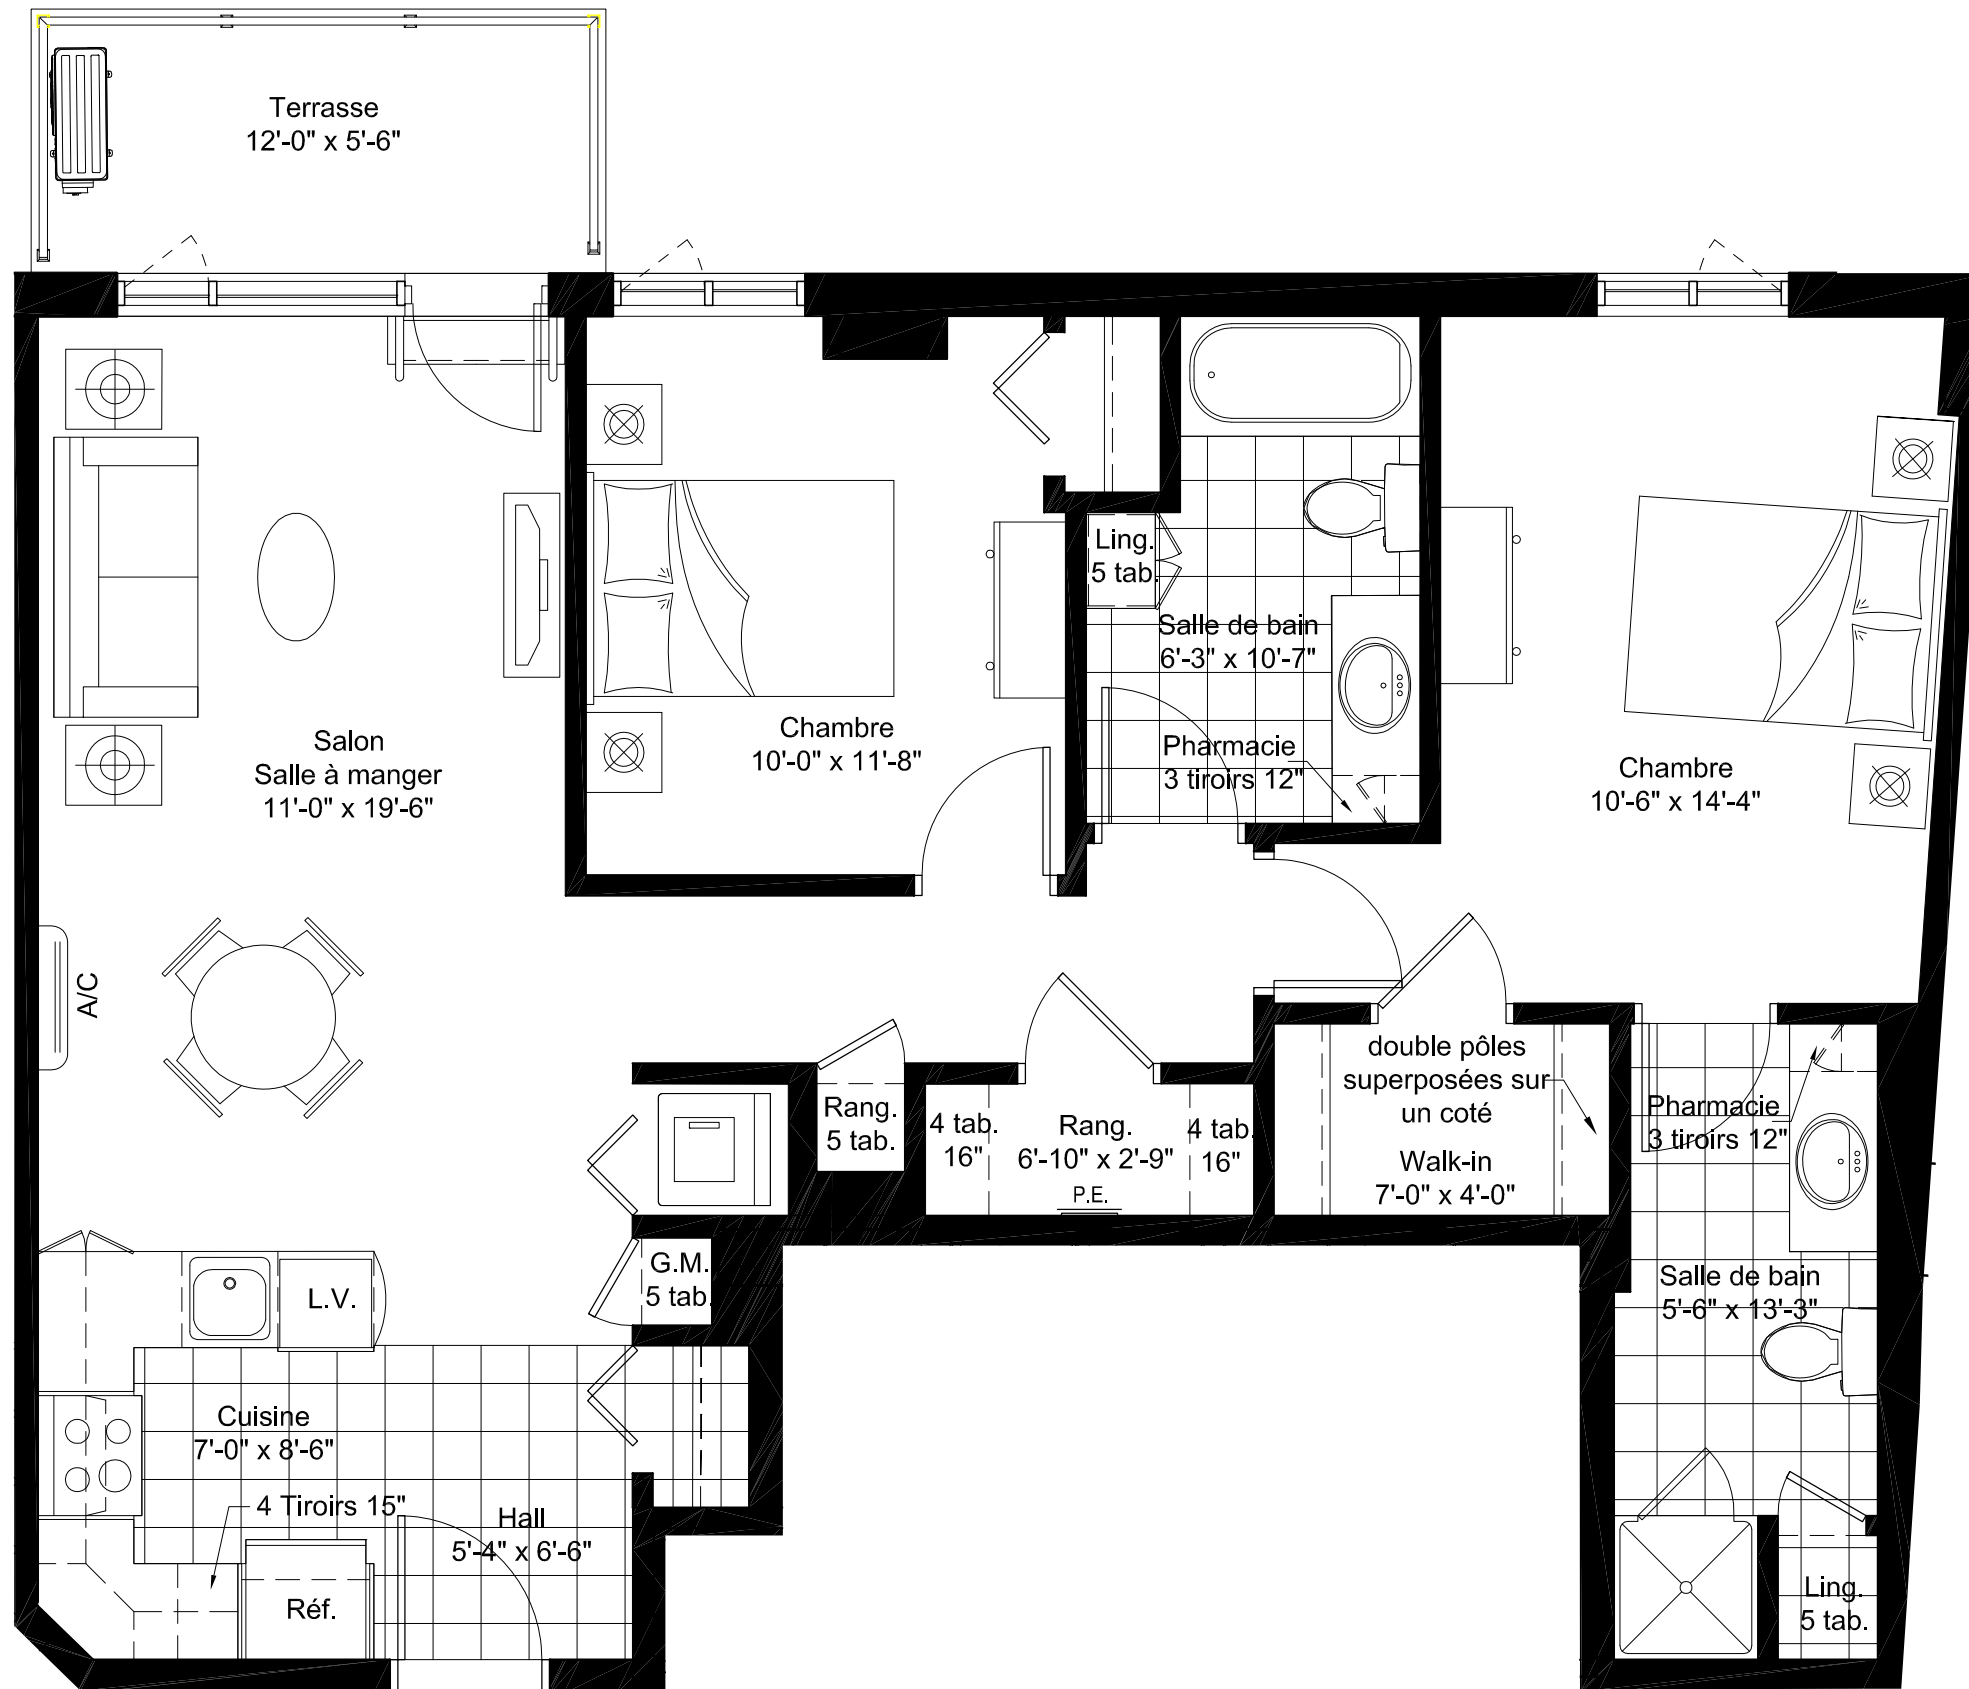 Terrasse
12'-0" x 5'-6"
Ling.
5 tab.
Salle de bain
6'-3" x 10'-7"
Salon
Salle à manger
11'-0" x 19'-6"
Chambre
10'-0" x 11'-8"
Pharmacie
3 tiroirs 12"
Chambre
10'-6" x 14'-4"
A/C
Rang.
5 tab.
4 tab.
16"
Rang.
6'-10" x 2'-9"
P.E.
4 tab.
16"
double pôles
superposées sur
un coté
Walk-in
7'-0" x 4'-0"
Pharmacie
3 tiroirs 12"
G.M.
5 tab.
L.V.
Salle de bain
5'-6" x 13'-3"
Cuisine
7'-0" x 8'-6"
4 Tiroirs 15"
Hall
5'-4" x 6'-6"
Réf.
Ling.
5 tab.